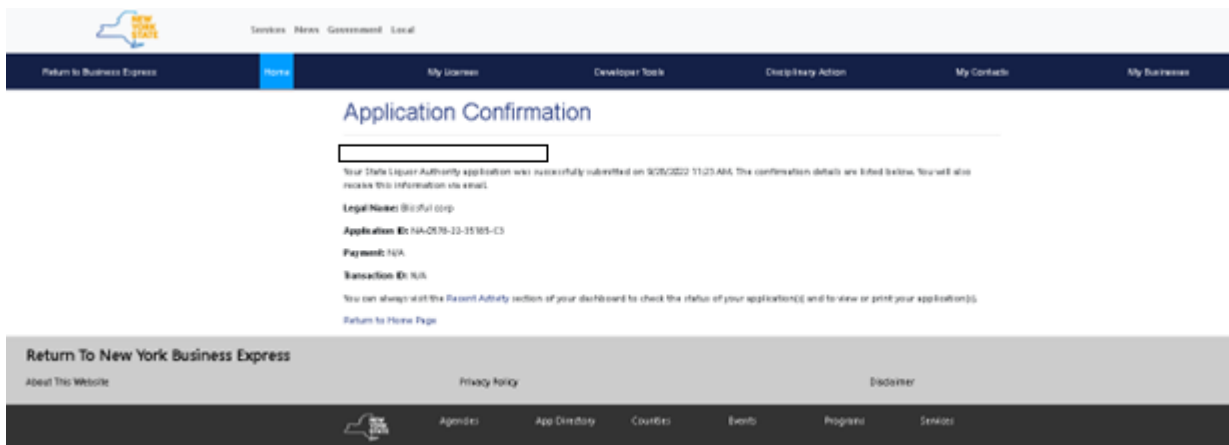 NEW YORK STATE
Services News Government Local
Return to Business Express Home My Licenses Developer Tools Disciplinary Action My Contacts My Businesses
Application Confirmation
Your State Liquor Authority application was successfully submitted on 9/28/2022 11:23 AM. The confirmation details are listed below. You will also
receive this information via email.
Legal Name: Blissful corp
Application ID:
Payment: N/A
Transaction ID: N/A
You can always visit the Recent Activity section of your dashboard to check the status of your application(s) and to view or print your application(s).
Return to Home Page
Return To New York Business Express
About This Website Privacy Policy Disclaimer
NEW YORK STATE Agencies App Directory Counties Events Programs Services